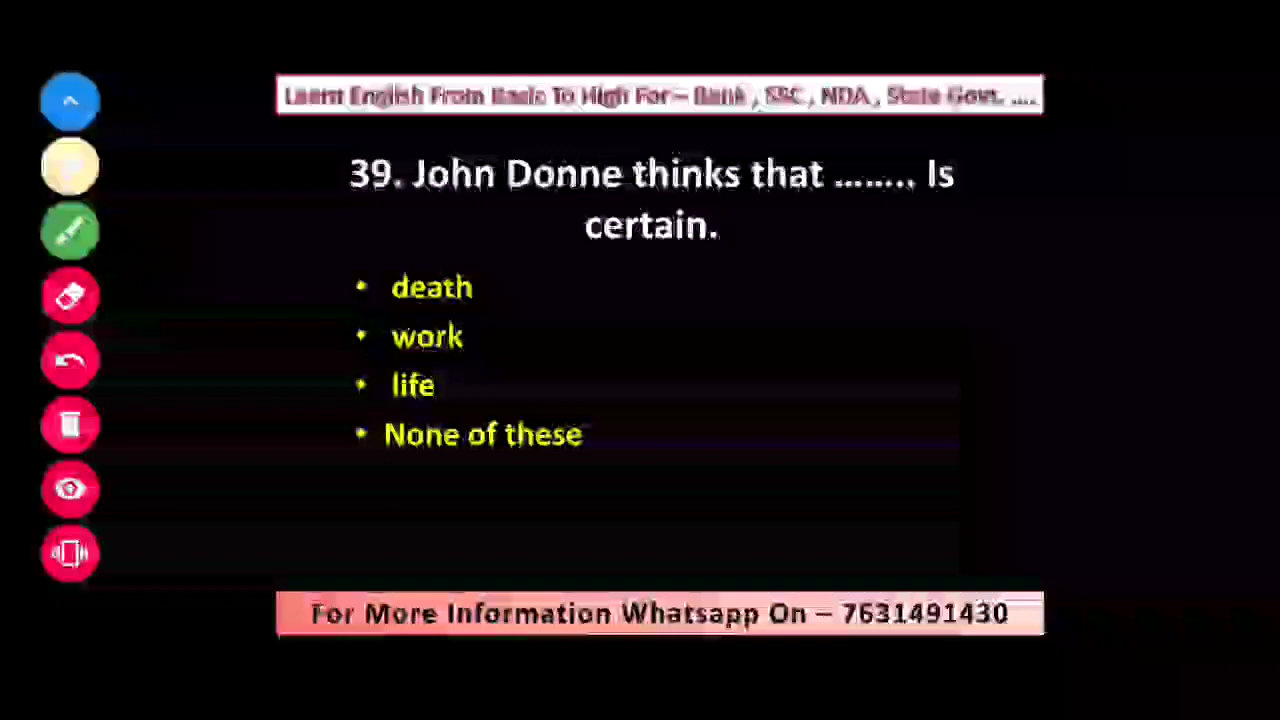 Learn English From Basic To High For – Bank , SSC , NDA , State Govt. ....
39. John Donne thinks that ........ Is
certain.
• death
• work
• life
• None of these
For More Information Whatsapp On – 7631491430